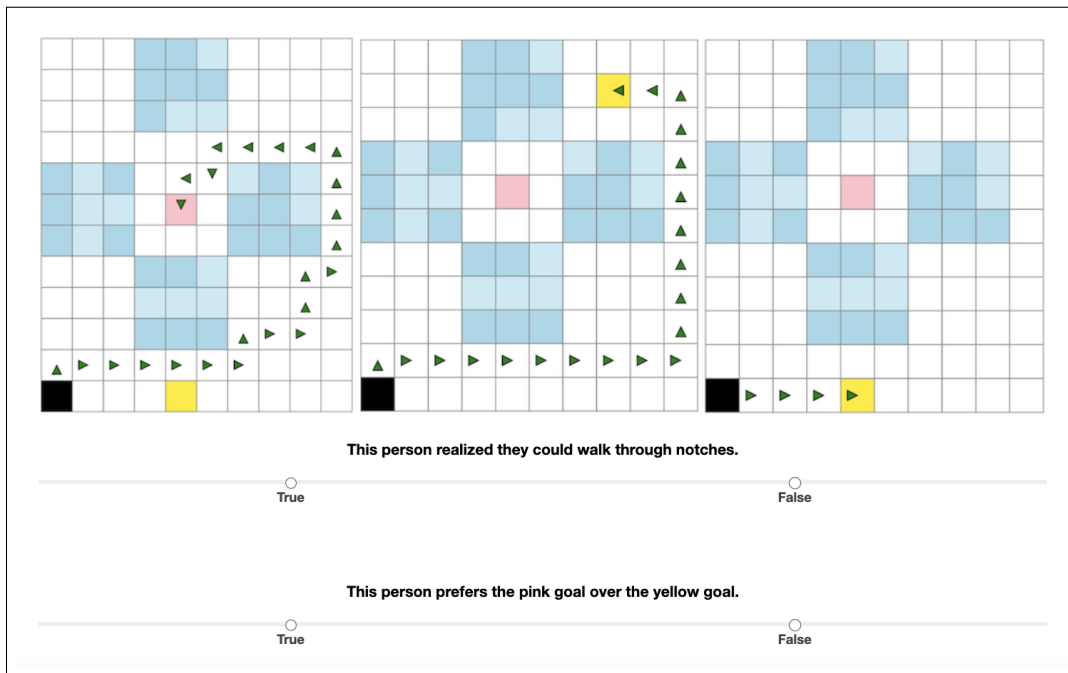 This person realized they could walk through notches.
True
False
This person prefers the pink goal over the yellow goal.
True
False